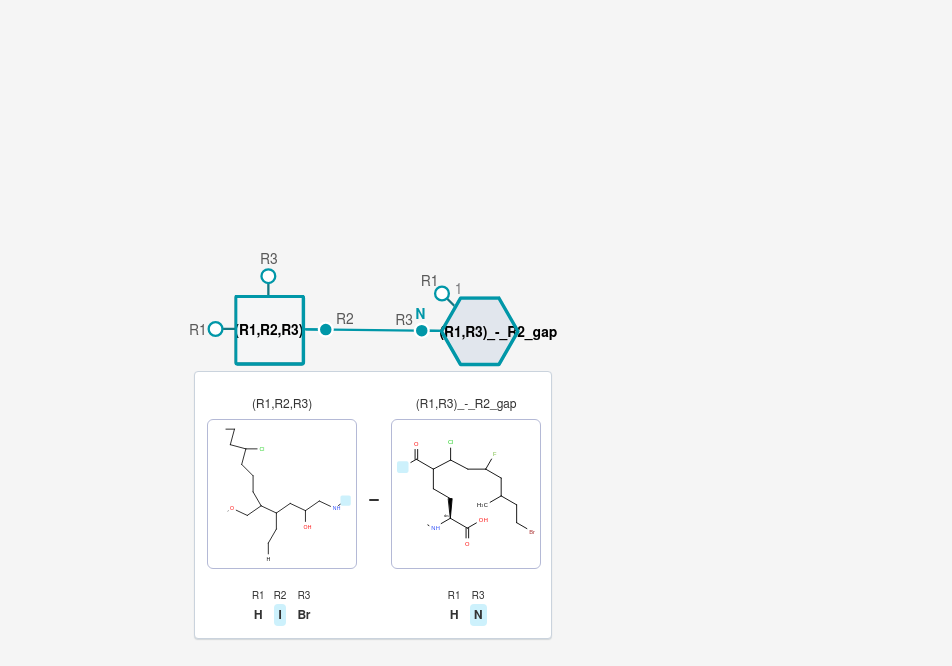 R3
R1
1
N
R1
(R1,R2,R3)
R2
R3
(R1,R3)_-_R2_gap
(R1,R2,R3)
(R1,R3)_-_R2_gap
Cl
O
NH
OH
H
–
O
Cl
F
H₃C
Br
NH
OH
O
R1 R2 R3
H I Br
R1 R3
H N